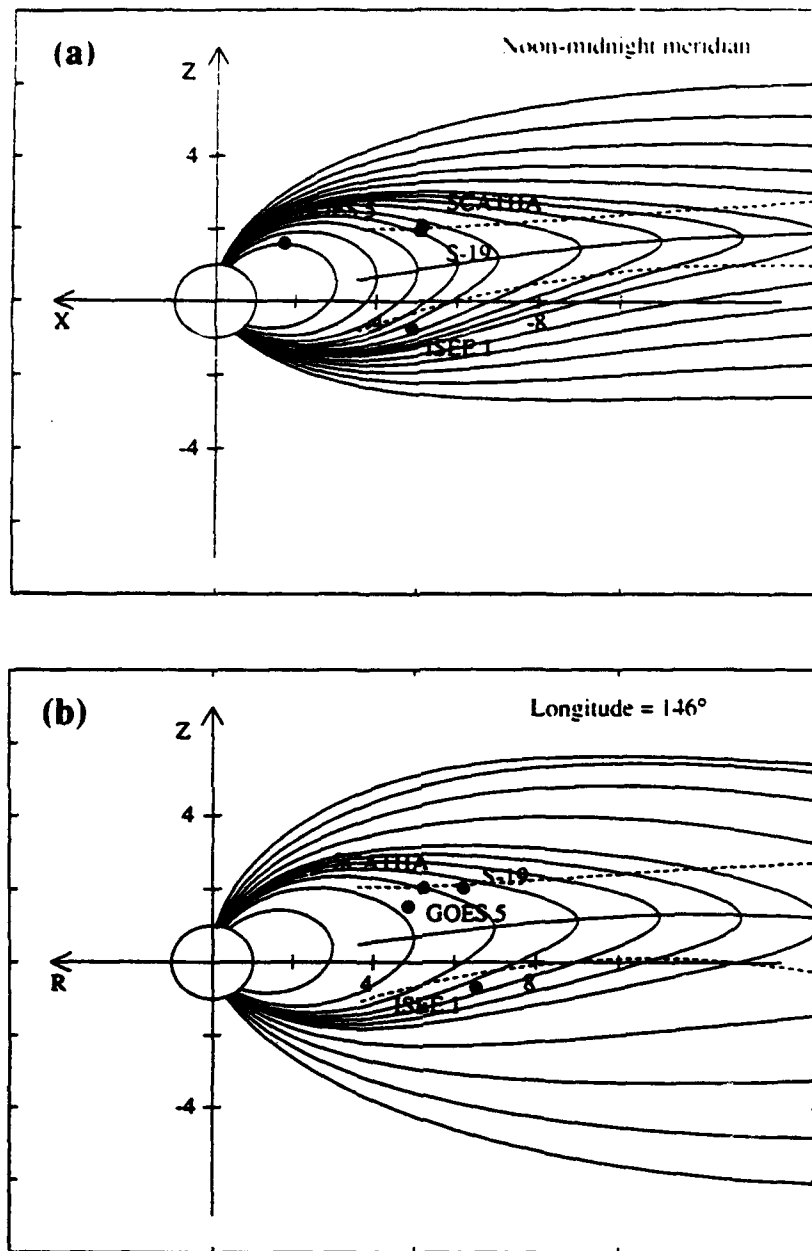 (a)
Noon-midnight meridian
Z
4
SCATHA
S-19
X
-4
-8
ISEE 1
-4
(b)
Longitude = 146°
Z
4
SCATHA
S-19
GOES 5
R
4
8
ISEE 1
-4